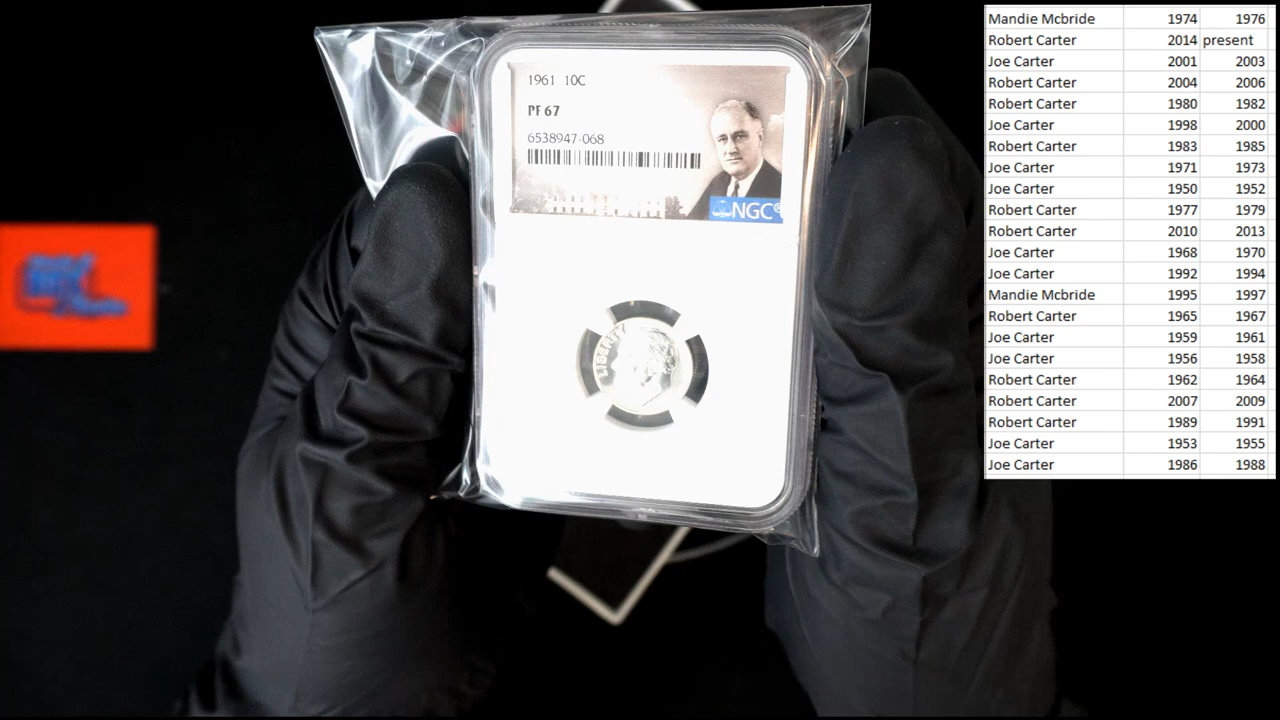 1961 10C
PF 67
6538947-068
NGC®
LIBERTY
Mandie Mcbride 1974 1976
Robert Carter 2014 present
Joe Carter 2001 2003
Robert Carter 2004 2006
Robert Carter 1980 1982
Joe Carter 1998 2000
Robert Carter 1983 1985
Joe Carter 1971 1973
Joe Carter 1950 1952
Robert Carter 1977 1979
Robert Carter 2010 2013
Joe Carter 1968 1970
Joe Carter 1992 1994
Mandie Mcbride 1995 1997
Robert Carter 1965 1967
Joe Carter 1959 1961
Joe Carter 1956 1958
Robert Carter 1962 1964
Robert Carter 2007 2009
Robert Carter 1989 1991
Joe Carter 1953 1955
Joe Carter 1986 1988